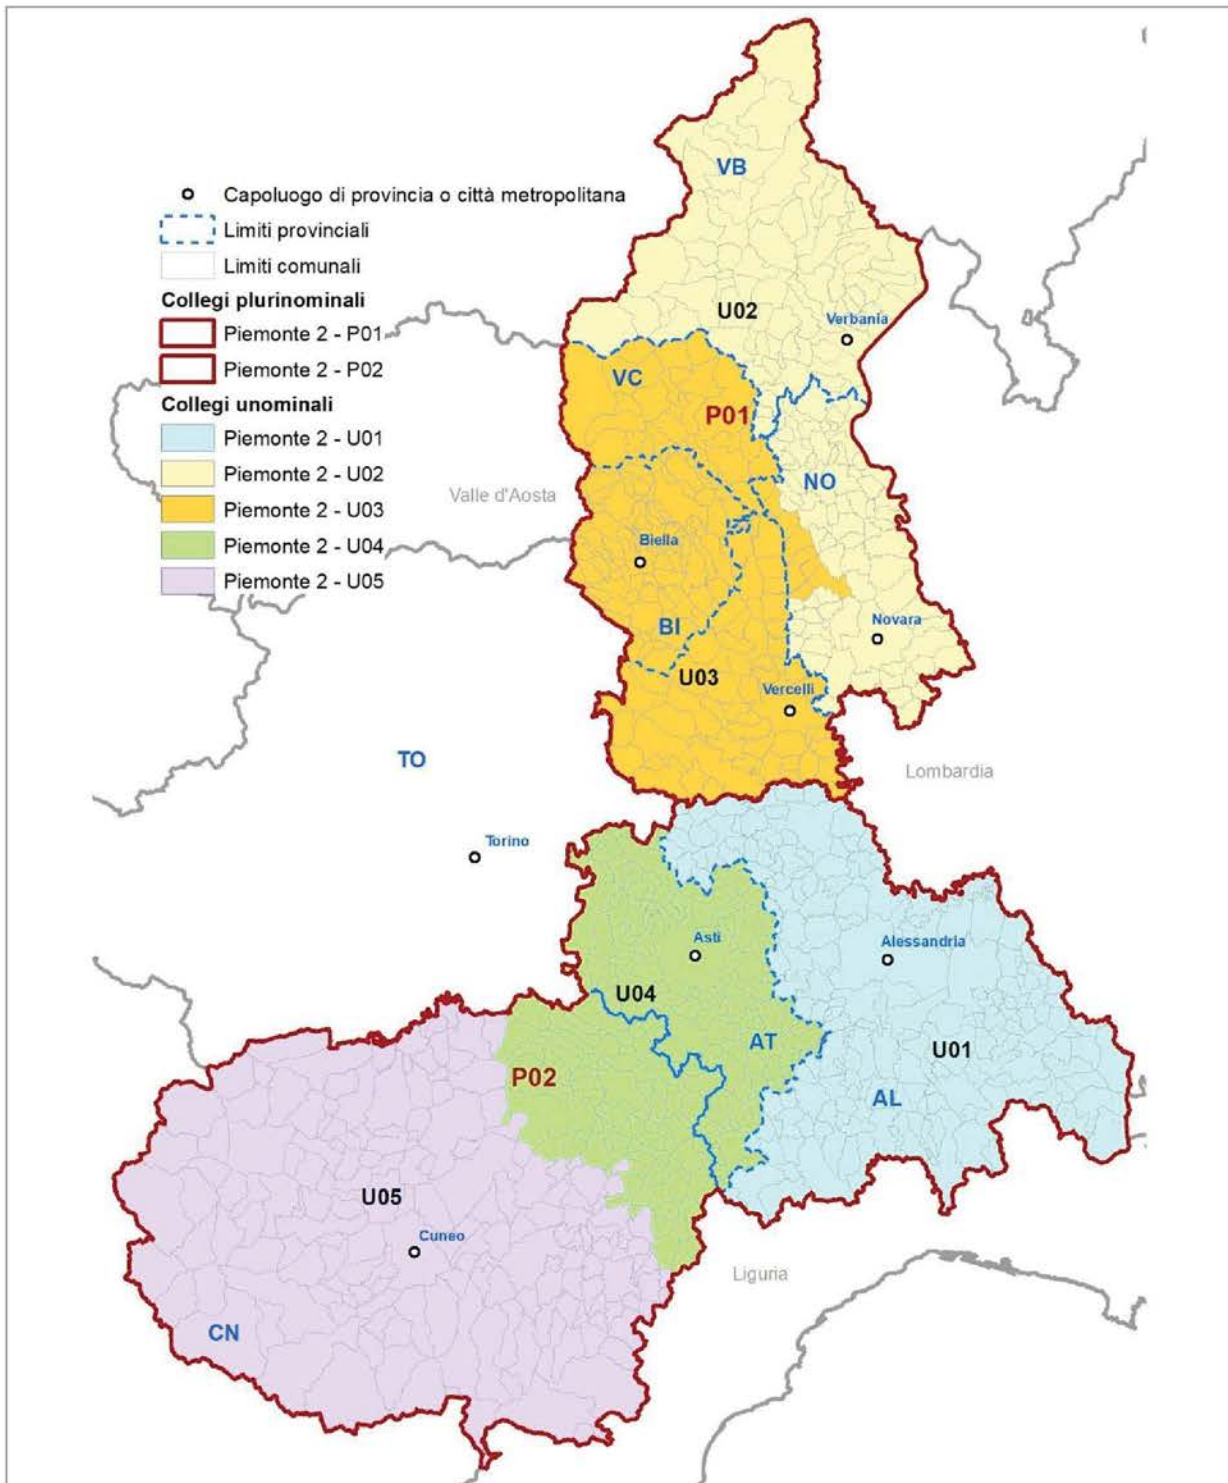 Capoluogo di provincia o città metropolitana
Limiti provinciali
Limiti comunali
Collegi plurinominali
Piemonte 2 - P01
Piemonte 2 - P02
Collegi unominali
Piemonte 2 - U01
Piemonte 2 - U02
Piemonte 2 - U03
Piemonte 2 - U04
Piemonte 2 - U05
VB
U02
Verbania
VC
P01
NO
Valle d'Aosta
Biella
BI
Novara
U03
Vercelli
TO
Lombardia
Torino
Asti
Alessandria
U04
AT
U01
P02
AL
U05
Cuneo
Liguria
CN